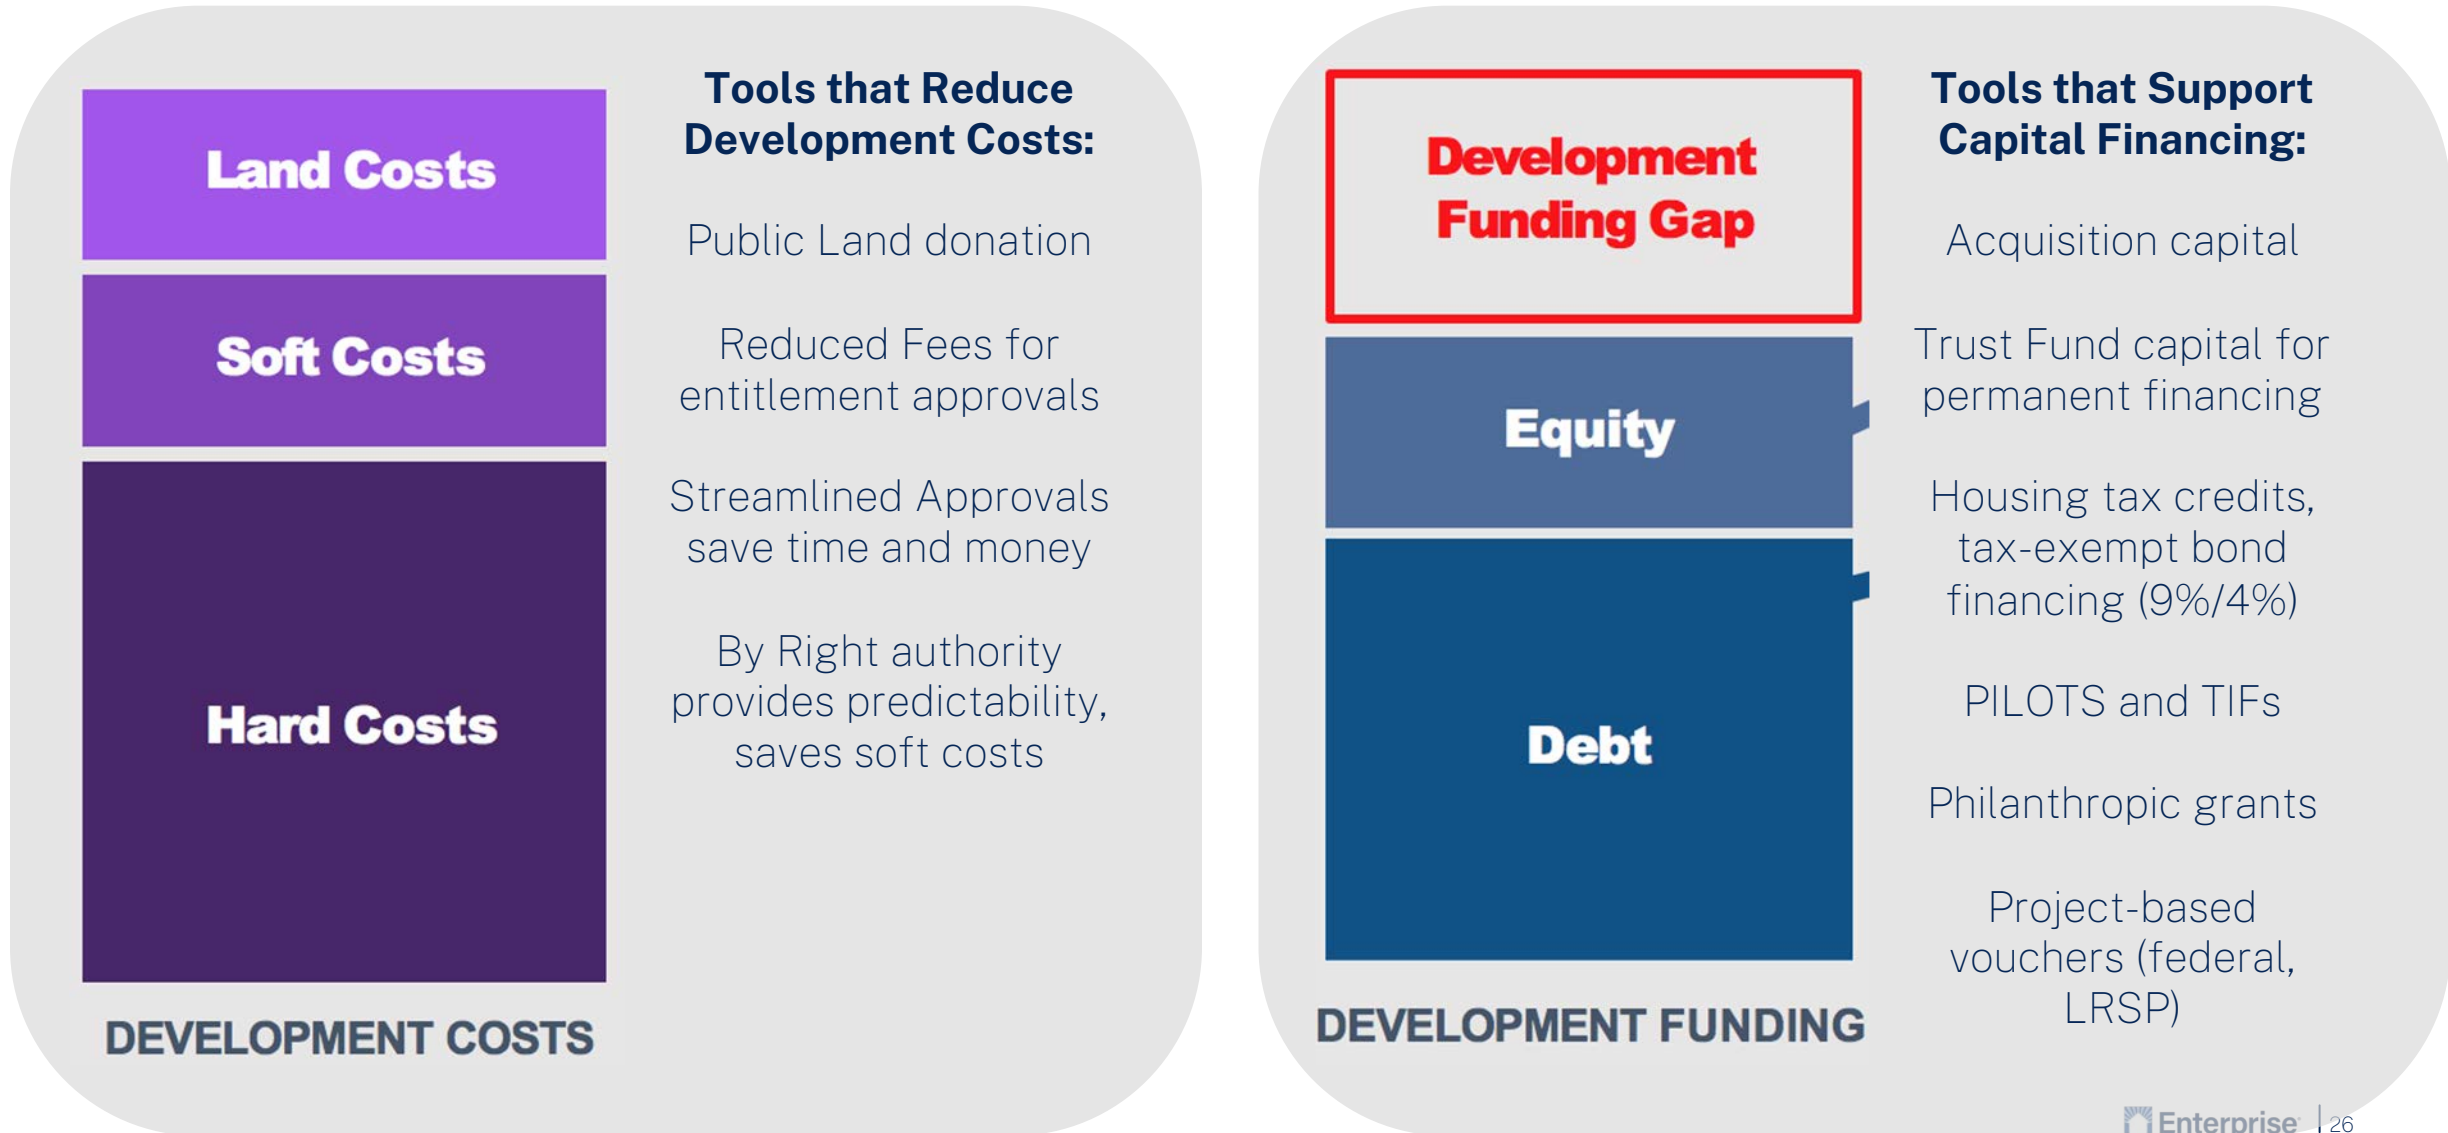 Land Costs
Soft Costs
Hard Costs
DEVELOPMENT COSTS
Tools that Reduce
Development Costs:
Public Land donation
Reduced Fees for
entitlement approvals
Streamlined Approvals
save time and money
By Right authority
provides predictability,
saves soft costs
Development
Funding Gap
Equity
Debt
DEVELOPMENT FUNDING
Tools that Support
Capital Financing:
Acquisition capital
Trust Fund capital for
permanent financing
Housing tax credits,
tax-exempt bond
financing (9%/4%)
PILOTS and TIFs
Philanthropic grants
Project-based
vouchers (federal,
LRSP)
Enterprise
26